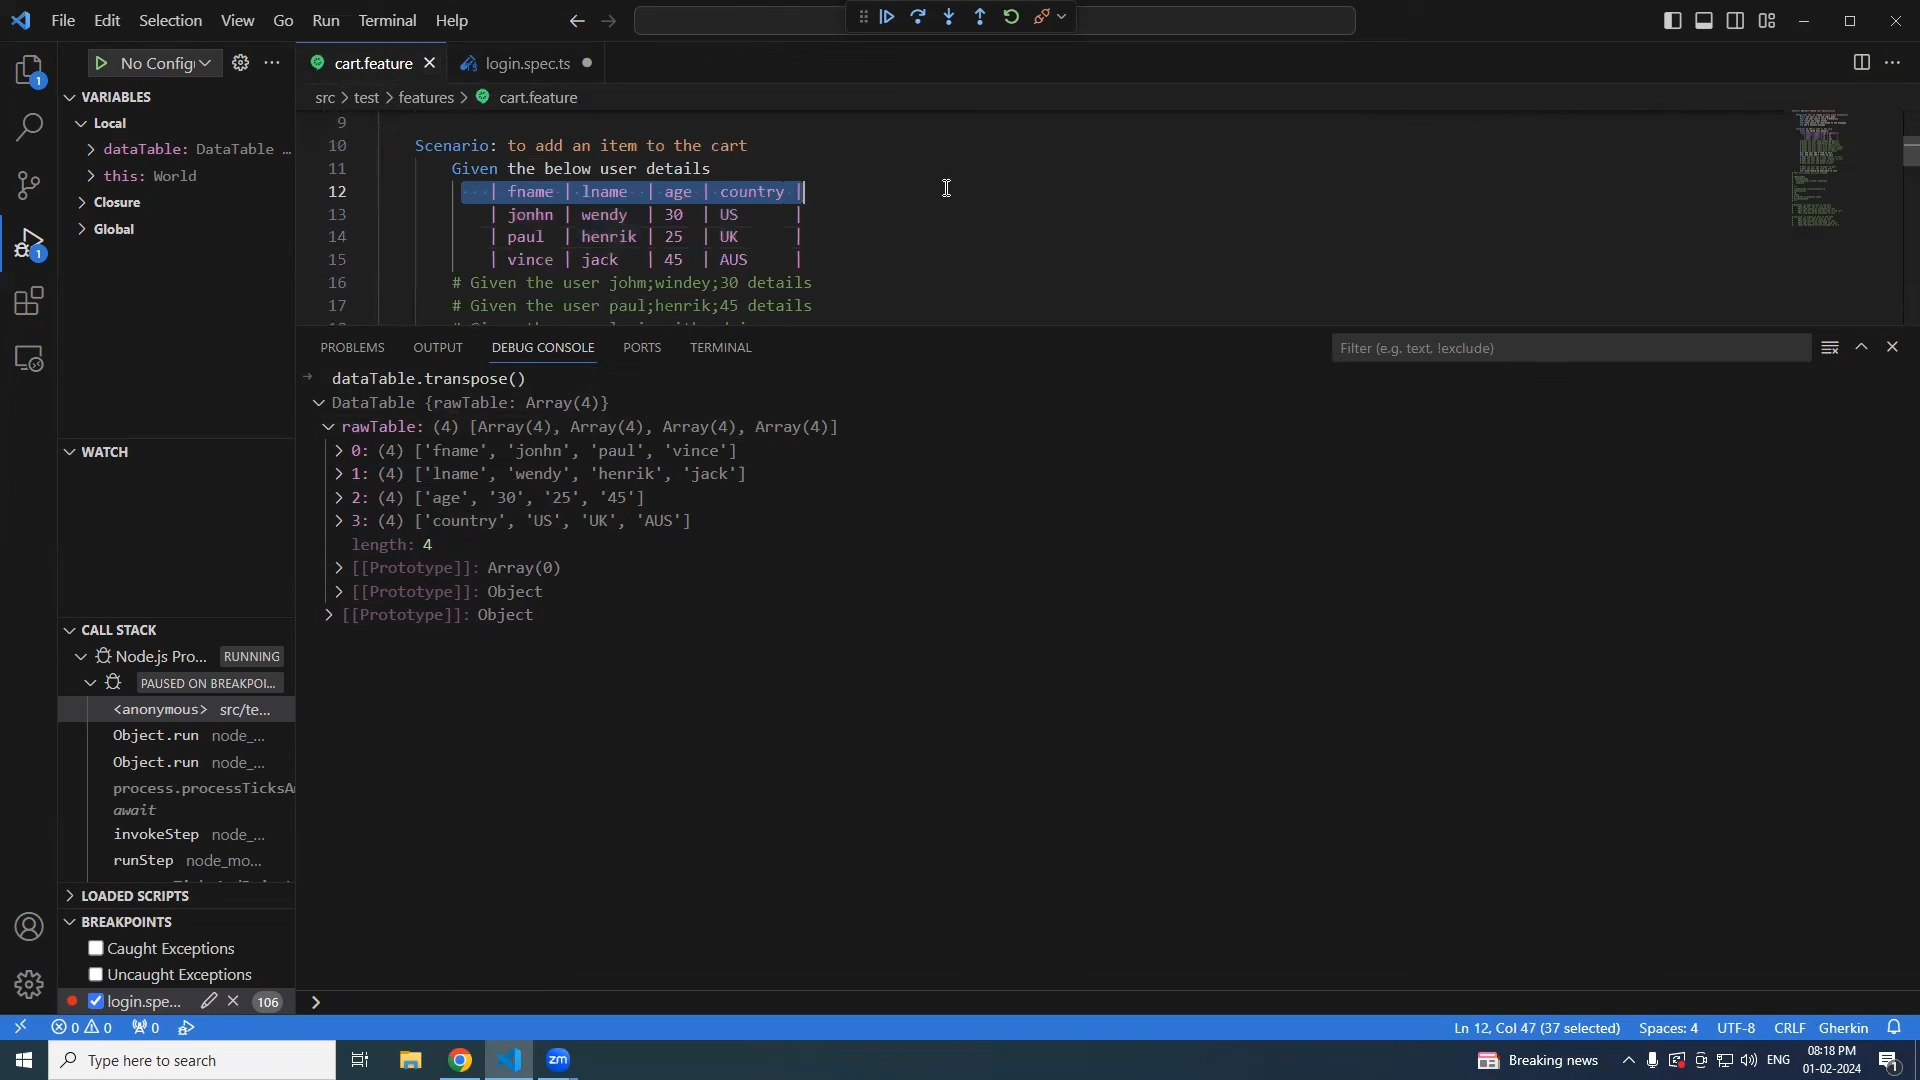 File Edit Selection View Go Run Terminal Help
No Config
cart.feature
login.spec.ts
src > test > features > cart.feature
VARIABLES
Local
dataTable: DataTable …
this: World
Closure
Global
WATCH
CALL STACK
Node.js Pro... RUNNING
PAUSED ON BREAKPOI...
<anonymous> src/te...
Object.run node_...
Object.run node_...
process.processTicksA
await
invokeStep node_...
runStep node_mo...
LOADED SCRIPTS
BREAKPOINTS
Caught Exceptions
Uncaught Exceptions
login.spe... 106
9
10 Scenario: to add an item to the cart
11 Given the below user details
12 | fname | lname | age | country |
13 | jonhn | wendy | 30 | US |
14 | paul | henrik | 25 | UK |
15 | vince | jack | 45 | AUS |
16 # Given the user johm;windey;30 details
17 # Given the user paul;henrik;45 details
PROBLEMS OUTPUT DEBUG CONSOLE PORTS TERMINAL
Filter (e.g. text, !exclude)
dataTable.transpose()
DataTable {rawTable: Array(4)}
rawTable: (4) [Array(4), Array(4), Array(4), Array(4)]
0: (4) ['fname', 'jonhn', 'paul', 'vince']
1: (4) ['lname', 'wendy', 'henrik', 'jack']
2: (4) ['age', '30', '25', '45']
3: (4) ['country', 'US', 'UK', 'AUS']
length: 4
[[Prototype]]: Array(0)
[[Prototype]]: Object
[[Prototype]]: Object
0 0 0
Ln 12, Col 47 (37 selected) Spaces: 4 UTF-8 CRLF Gherkin
Type here to search
zm
Breaking news
ENG
08:18 PM
01-02-2024
1